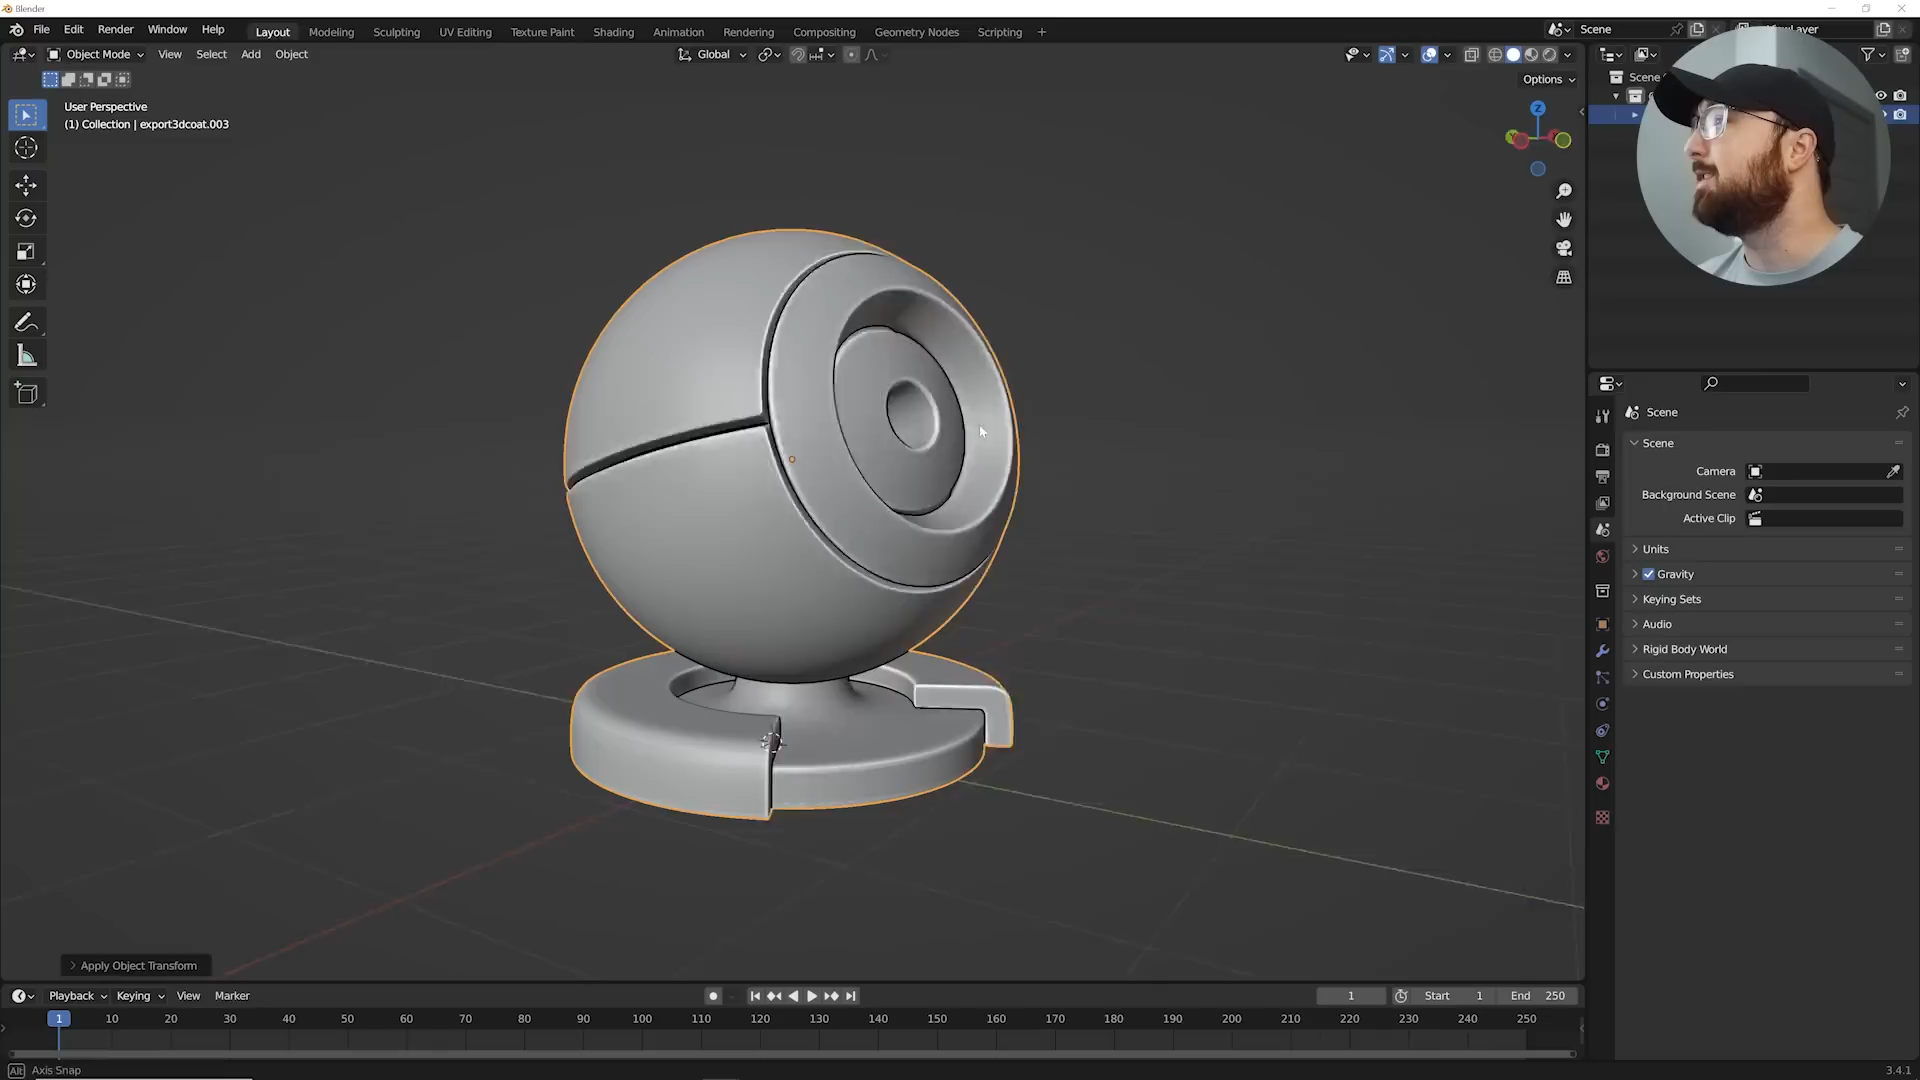 Blender
File Edit Render Window Help Layout Modeling Sculpting UV Editing Texture Paint Shading Animation Rendering Compositing Geometry Nodes Scripting + Scene
Object Mode View Select Add Object Global
Options
User Perspective
(1) Collection | export3dcoat.003
Z
Scene
Scene
Scene
Camera
Background Scene
Active Clip
Units
Gravity
Keying Sets
Audio
Rigid Body World
Custom Properties
Apply Object Transform
Playback Keying View Marker 1 Start 1 End 250
1 10 20 30 40 50 60 70 80 90 100 110 120 130 140 150 160 170 180 190 200 210 220 230 240 250
Alt Axis Snap 3.4.1